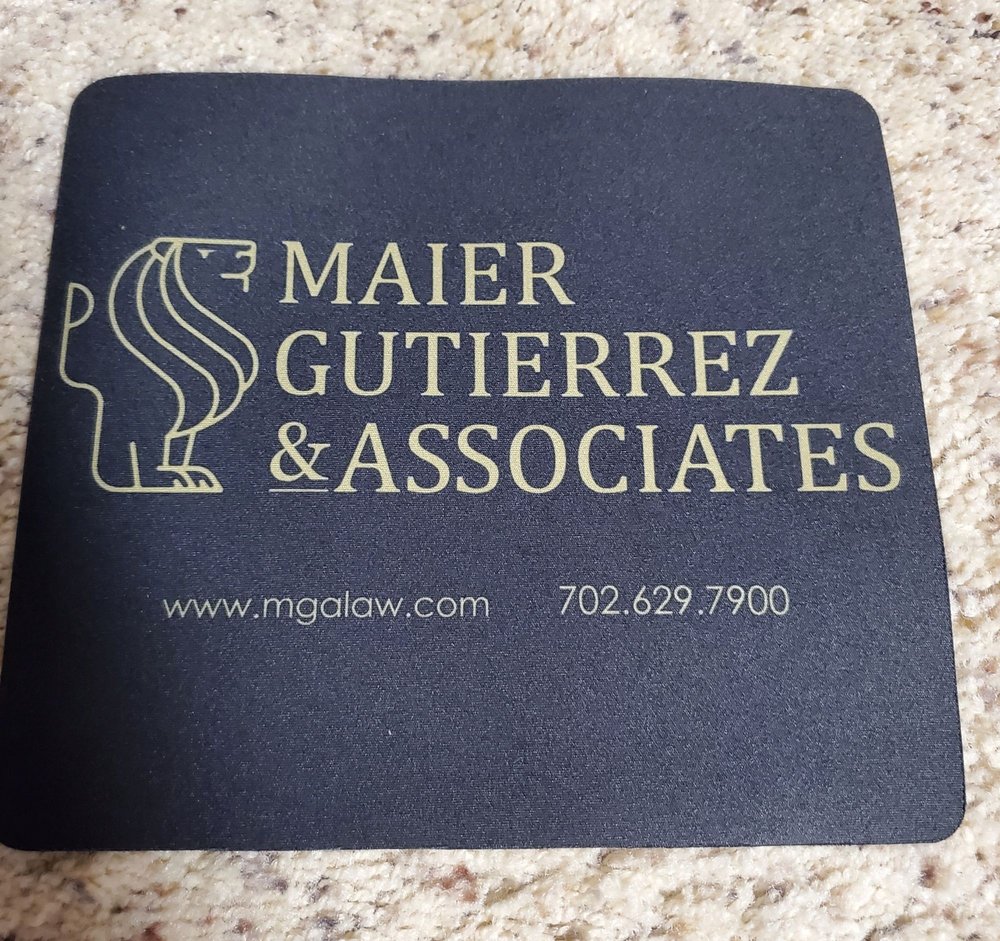 MAIER
GUTIERREZ
& ASSOCIATES
www.mgalaw.com 702.629.7900